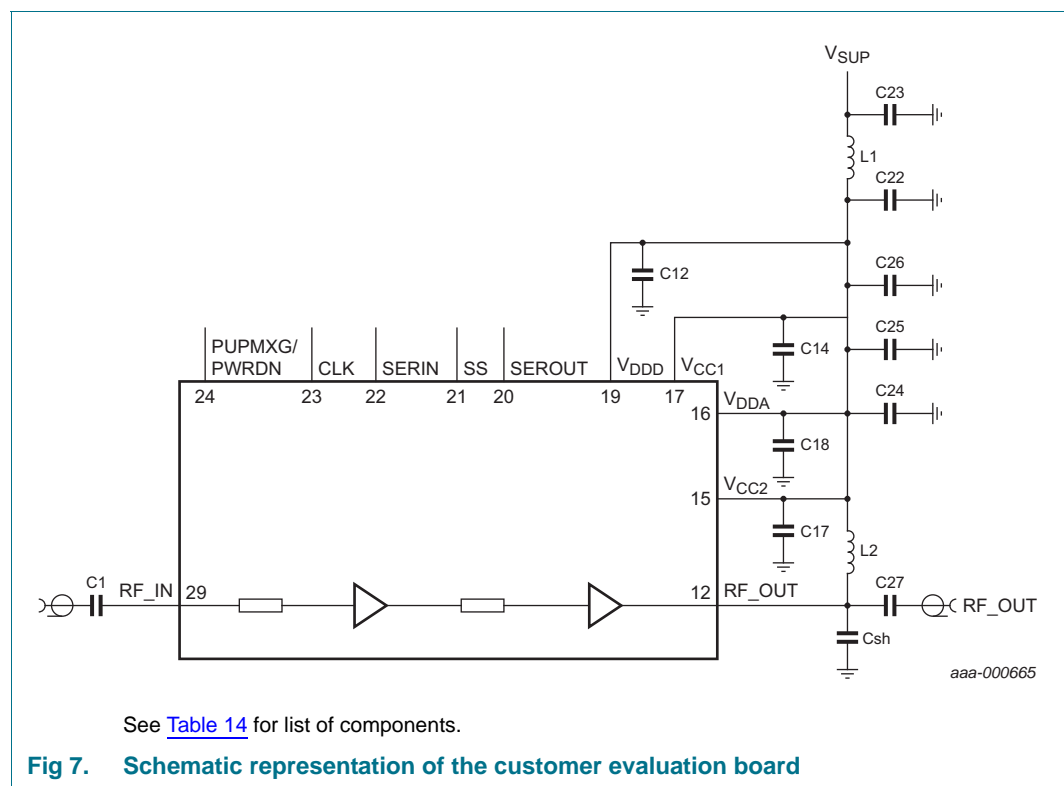 VSUP
C23
L1
C22
C12
C26
C14
C25
PUPMXG/
PWRDN
CLK
SERIN
SS
SEROUT
VDDD
VCC1
24
23
22
21
20
19
17
16
VDDA
C24
C18
15
VCC2
C17
L2
C1
RF_IN
29
12
RF_OUT
C27
RF_OUT
Csh
aaa-000665
See Table 14 for list of components.
Fig 7. Schematic representation of the customer evaluation board